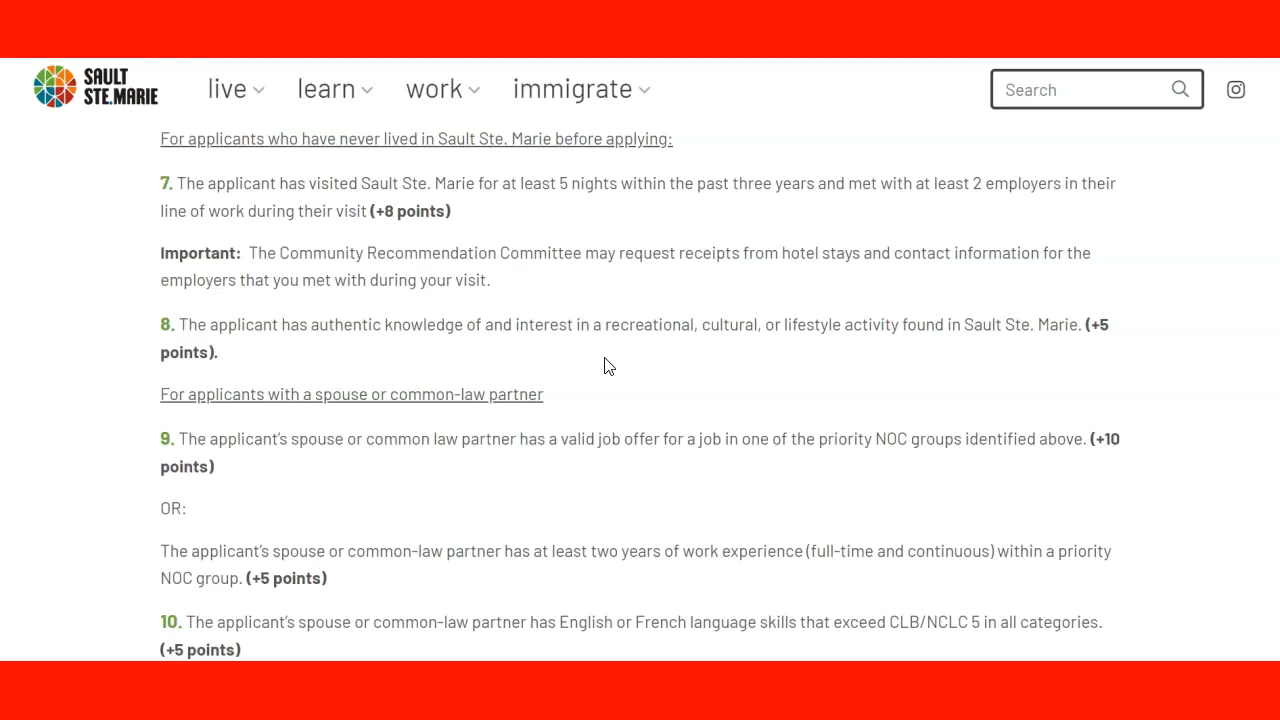 SAULT
STE.MARIE
live
learn
work
immigrate
Search
For applicants who have never lived in Sault Ste. Marie before applying:
7. The applicant has visited Sault Ste. Marie for at least 5 nights within the past three years and met with at least 2 employers in their
line of work during their visit (+8 points)
Important: The Community Recommendation Committee may request receipts from hotel stays and contact information for the
employers that you met with during your visit.
8. The applicant has authentic knowledge of and interest in a recreational, cultural, or lifestyle activity found in Sault Ste. Marie. (+5
points).
For applicants with a spouse or common-law partner
9. The applicant's spouse or common law partner has a valid job offer for a job in one of the priority NOC groups identified above. (+10
points)
OR:
The applicant's spouse or common-law partner has at least two years of work experience (full-time and continuous) within a priority
NOC group. (+5 points)
10. The applicant's spouse or common-law partner has English or French language skills that exceed CLB/NCLC 5 in all categories.
(+5 points)